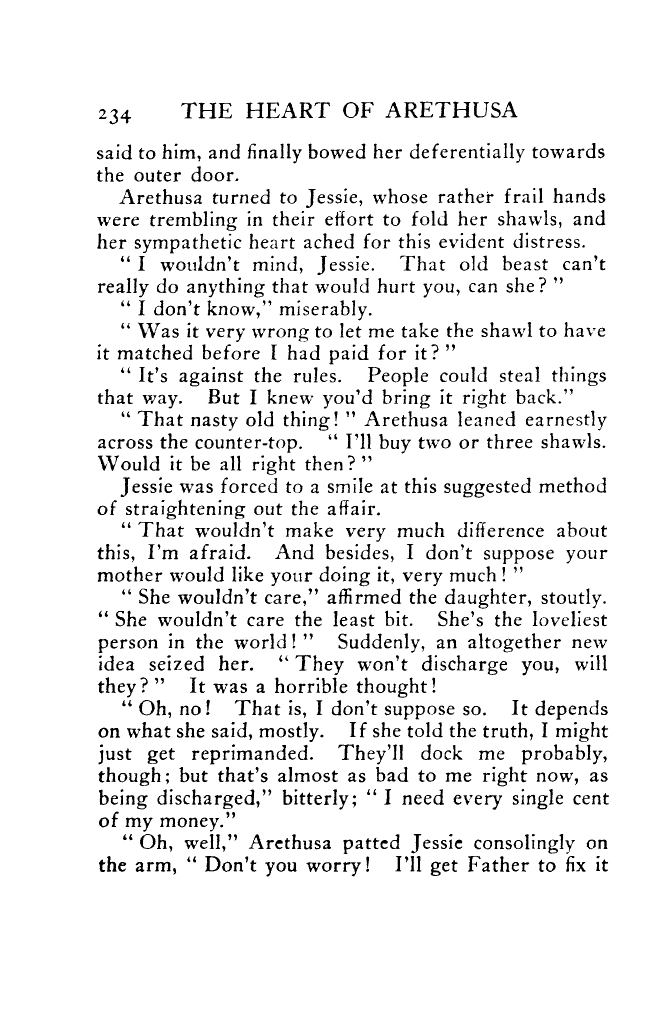 234 THE HEART OF ARETHUSA
said to him, and finally bowed her deferentially towards
the outer door.
Arethusa turned to Jessie, whose rather frail hands
were trembling in their effort to fold her shawls, and
her sympathetic heart ached for this evident distress.
“ I wouldn't mind, Jessie. That old beast can't
really do anything that would hurt you, can she? ”
“ I don't know,” miserably.
“ Was it very wrong to let me take the shawl to have
it matched before I had paid for it? ”
“ It's against the rules. People could steal things
that way. But I knew you'd bring it right back.”
“ That nasty old thing! ” Arethusa leaned earnestly
across the counter-top. “ I'll buy two or three shawls.
Would it be all right then? ”
Jessie was forced to a smile at this suggested method
of straightening out the affair.
“ That wouldn't make very much difference about
this, I'm afraid. And besides, I don't suppose your
mother would like your doing it, very much! ”
“ She wouldn't care,” affirmed the daughter, stoutly.
“ She wouldn't care the least bit. She's the loveliest
person in the world! ” Suddenly, an altogether new
idea seized her. “ They won't discharge you, will
they? ” It was a horrible thought!
“ Oh, no! That is, I don't suppose so. It depends
on what she said, mostly. If she told the truth, I might
just get reprimanded. They'll dock me probably,
though; but that's almost as bad to me right now, as
being discharged,” bitterly; “ I need every single cent
of my money.”
“ Oh, well,” Arethusa patted Jessie consolingly on
the arm, “ Don't you worry! I'll get Father to fix it